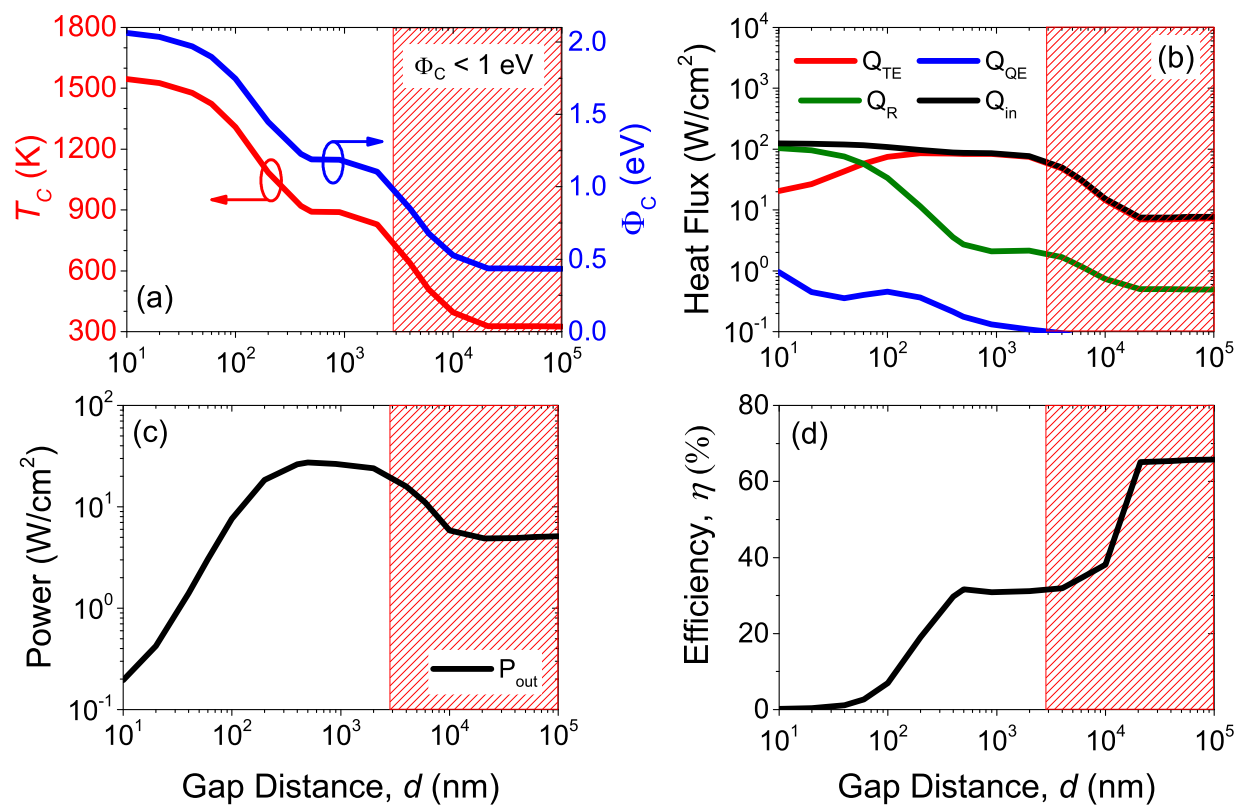 1800
1500
1200
900
600
300
T_C (K)
2.0
1.5
1.0
0.5
0.0
Φ_C (eV)
Φ_C < 1 eV
(a)
10^1 10^2 10^3 10^4 10^5
10^4
10^3
10^2
10^1
10^0
10^-1
Heat Flux (W/cm^2)
Q_TE Q_QE
Q_R Q_in
(b)
10^1 10^2 10^3 10^4 10^5
10^2
10^1
10^0
10^-1
Power (W/cm^2)
(c)
P_out
10^1 10^2 10^3 10^4 10^5
Gap Distance, d (nm)
80
60
40
20
0
Efficiency, η (%)
(d)
10^1 10^2 10^3 10^4 10^5
Gap Distance, d (nm)